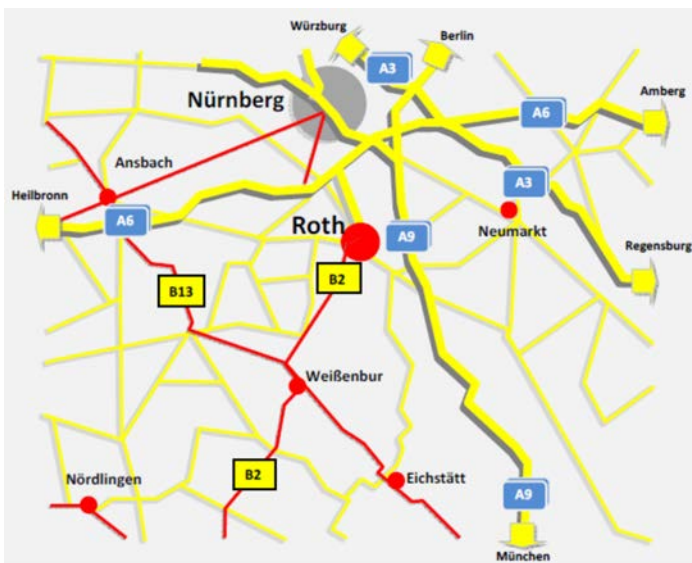 Würzburg
Berlin
A3
Nürnberg
Amberg
A6
Ansbach
A3
Heilbronn
A6
Roth
A9
Neumarkt
Regensburg
B13
B2
Weißenbur
B2
Nördlingen
Eichstätt
A9
München